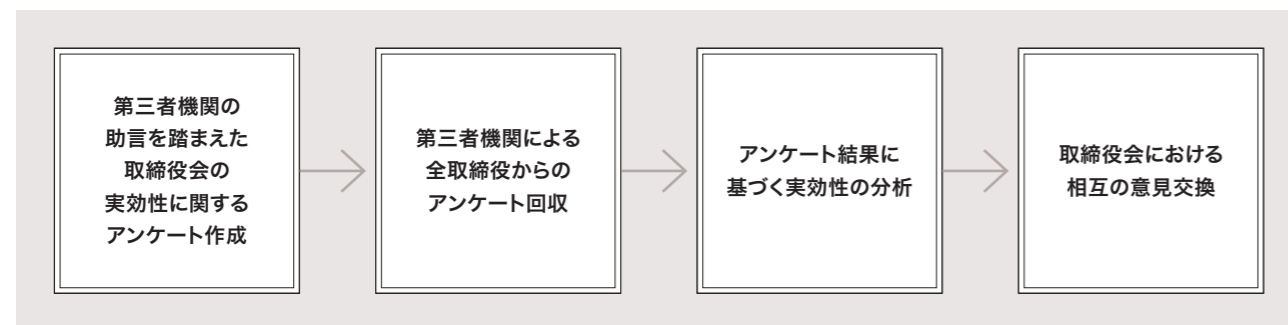 第三者機関の
助言を踏まえた
取締役会の
実効性に関する
アンケート作成
第三者機関による
全取締役からの
アンケート回収
アンケート結果に
基づく実効性の分析
取締役会における
相互の意見交換